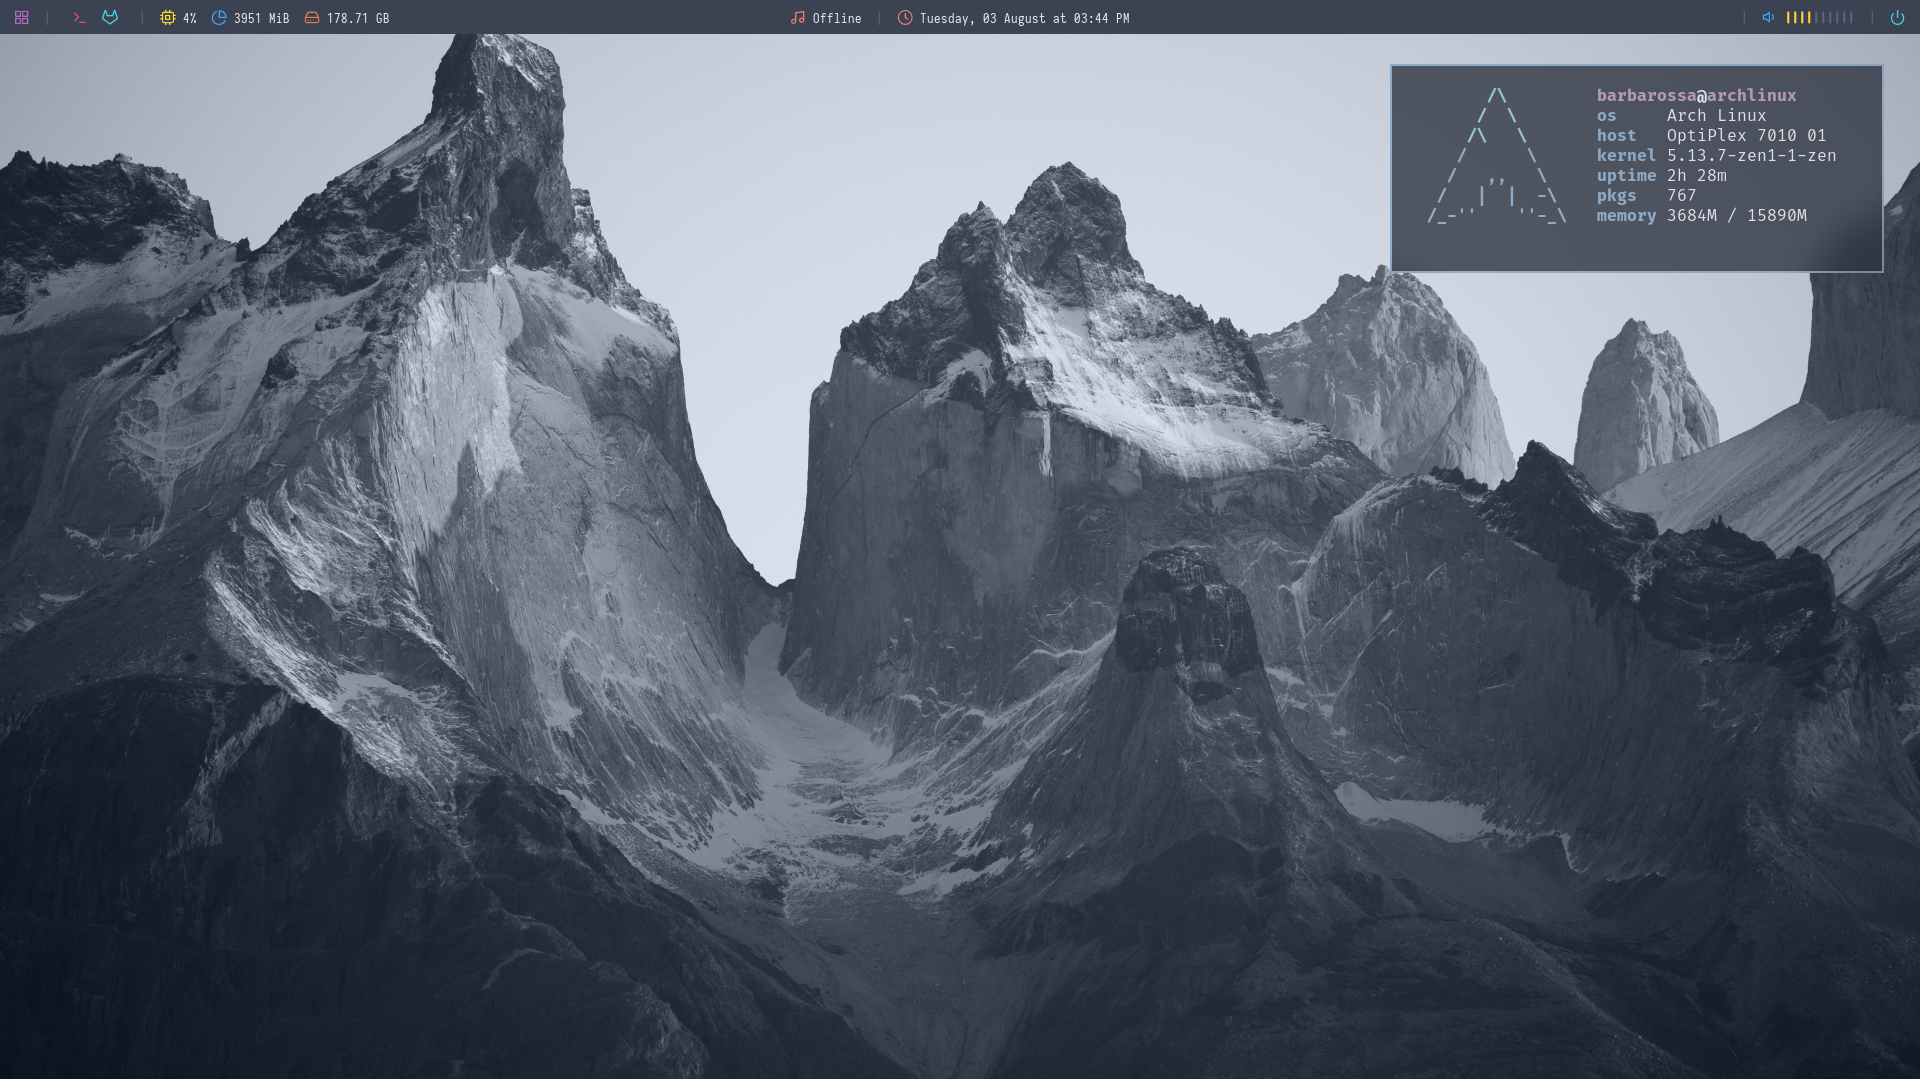 4% 3951 MiB 178.71 GB Offline Tuesday, 03 August at 03:44 PM
barbarossa@archlinux
os Arch Linux
host OptiPlex 7010 01
kernel 5.13.7-zen1-1-zen
uptime 2h 28m
pkgs 767
memory 3684M / 15890M